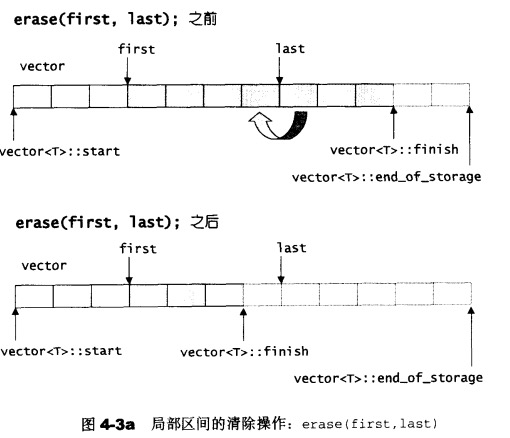 erase(first, last); 之前
first last
vector
vector<T>::start vector<T>::finish
vector<T>::end_of_storage
erase(first, last); 之后
first last
vector
vector<T>::start vector<T>::finish
vector<T>::end_of_storage
图 4-3a 局部区间的清除操作：erase(first,last)